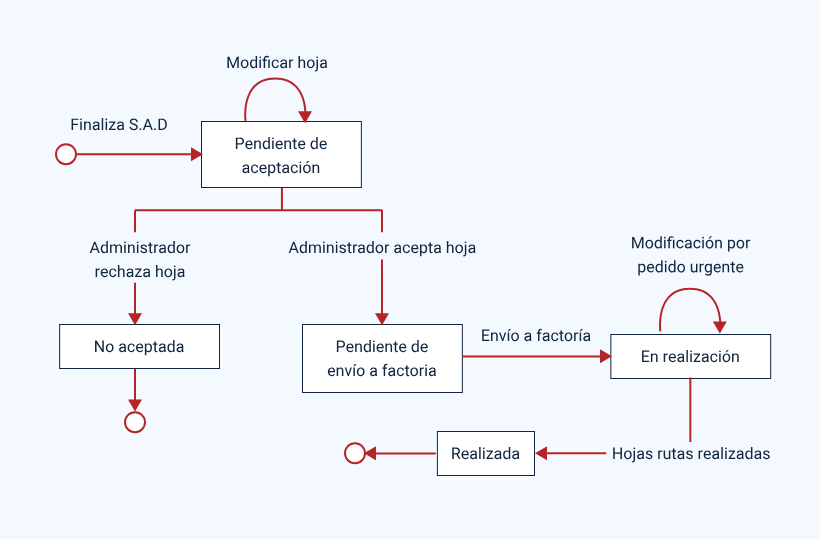 Modificar hoja
Finaliza S.A.D
Pendiente de
aceptación
Administrador
rechaza hoja
Administrador acepta hoja
Modificación por
pedido urgente
No aceptada
Pendiente de
envío a factoria
Envío a factoría
En realización
Realizada
Hojas rutas realizadas